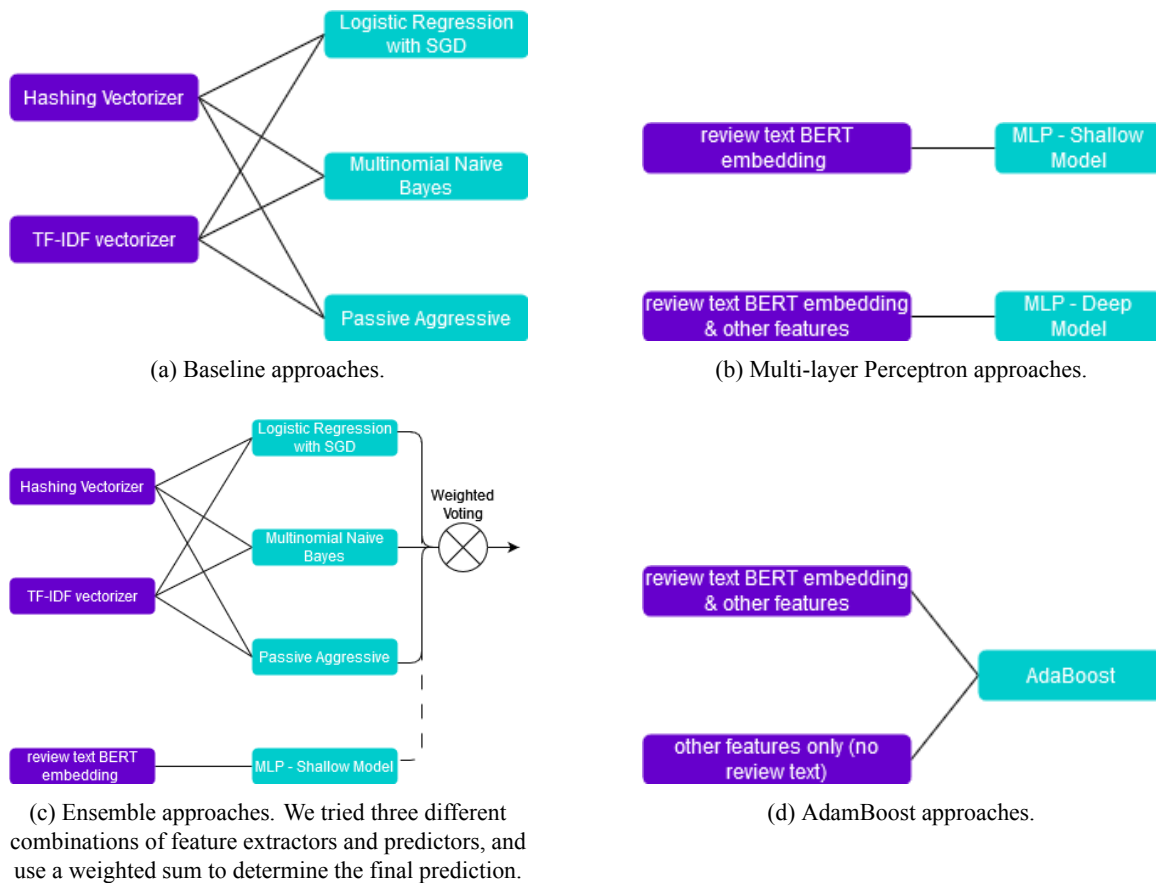 Logistic Regression
with SGD
Hashing Vectorizer
Multinomial Naive
Bayes
TF-IDF vectorizer
Passive Aggressive
(a) Baseline approaches.
review text BERT
embedding
MLP - Shallow
Model
review text BERT embedding
& other features
MLP - Deep
Model
(b) Multi-layer Perceptron approaches.
Logistic Regression
with SGD
Hashing Vectorizer
Weighted
Voting
Multinomial Naive
Bayes
TF-IDF vectorizer
Passive Aggressive
review text BERT
embedding
MLP - Shallow Model
(c) Ensemble approaches. We tried three different
combinations of feature extractors and predictors, and
use a weighted sum to determine the final prediction.
review text BERT embedding
& other features
AdaBoost
other features only (no
review text)
(d) AdamBoost approaches.